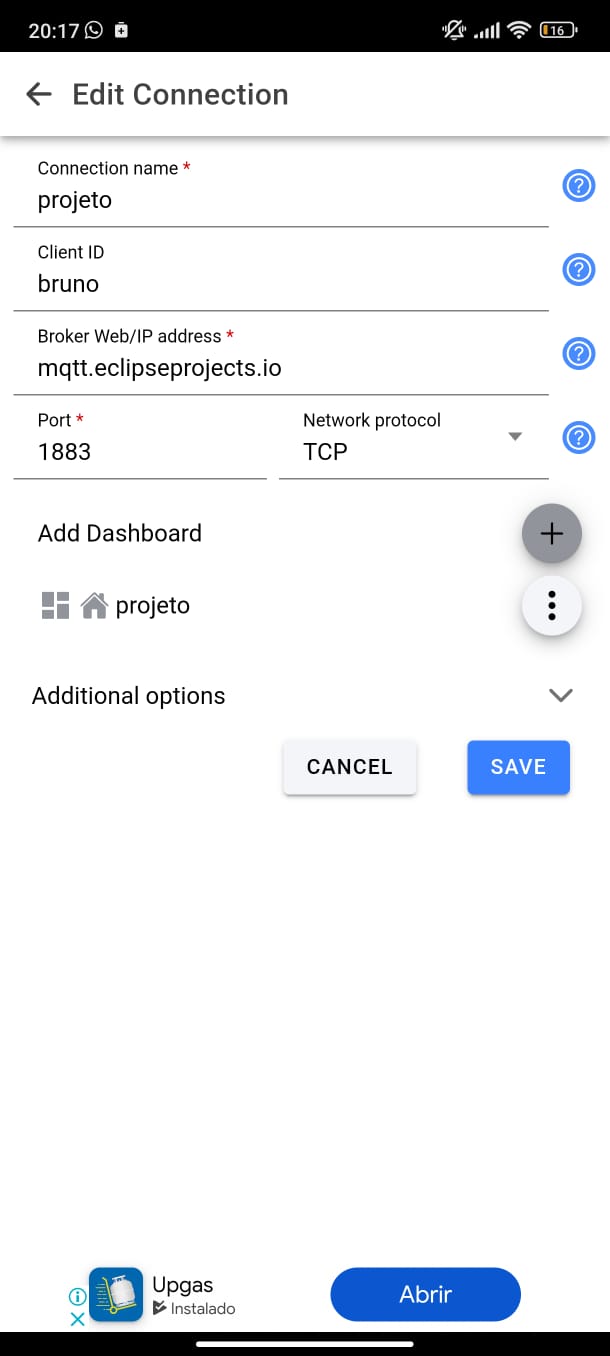 20:17
16
Edit Connection
Connection name *
projeto
Client ID
bruno
Broker Web/IP address *
mqtt.eclipseprojects.io
Port *
1883
Network protocol
TCP
Add Dashboard
projeto
Additional options
CANCEL
SAVE
Upgas
Instalado
Abrir